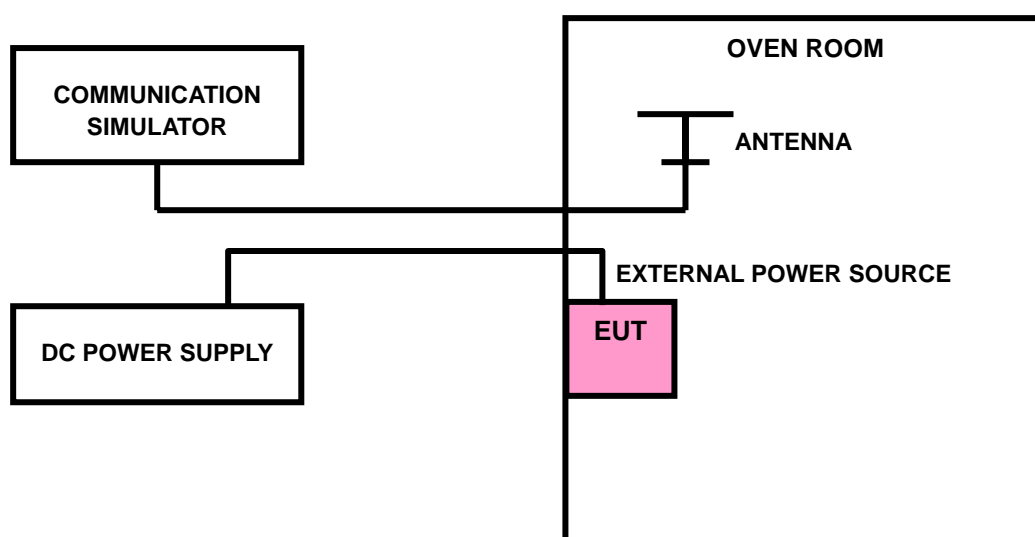 OVEN ROOM
COMMUNICATION
SIMULATOR
ANTENNA
EXTERNAL POWER SOURCE
EUT
DC POWER SUPPLY